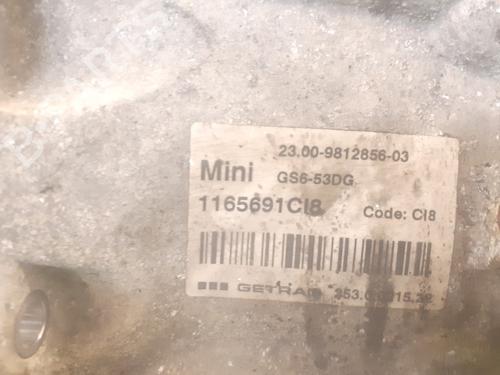 23.00-9812856-03
Mini GS6-53DG
1165691CI8 Code: CI8
GETRAG